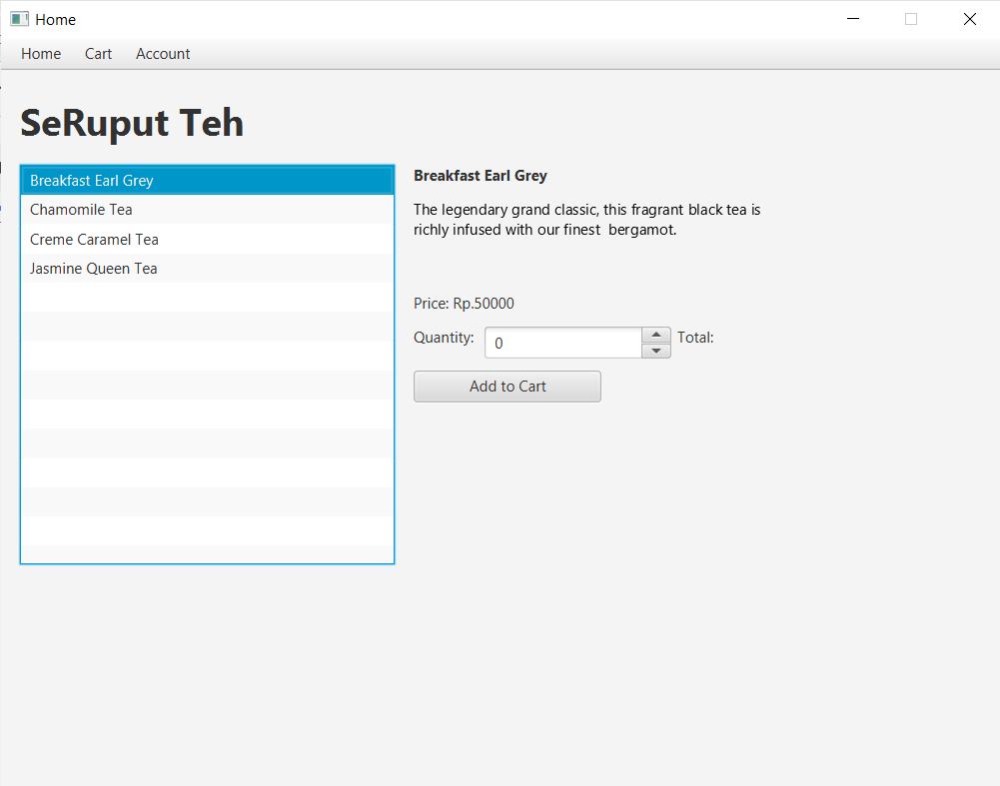 Home
Home Cart Account
SeRuput Teh
Breakfast Earl Grey
Chamomile Tea
Creme Caramel Tea
Jasmine Queen Tea
Breakfast Earl Grey
The legendary grand classic, this fragrant black tea is
richly infused with our finest  bergamot.
Price: Rp.50000
Quantity: 0 Total:
Add to Cart